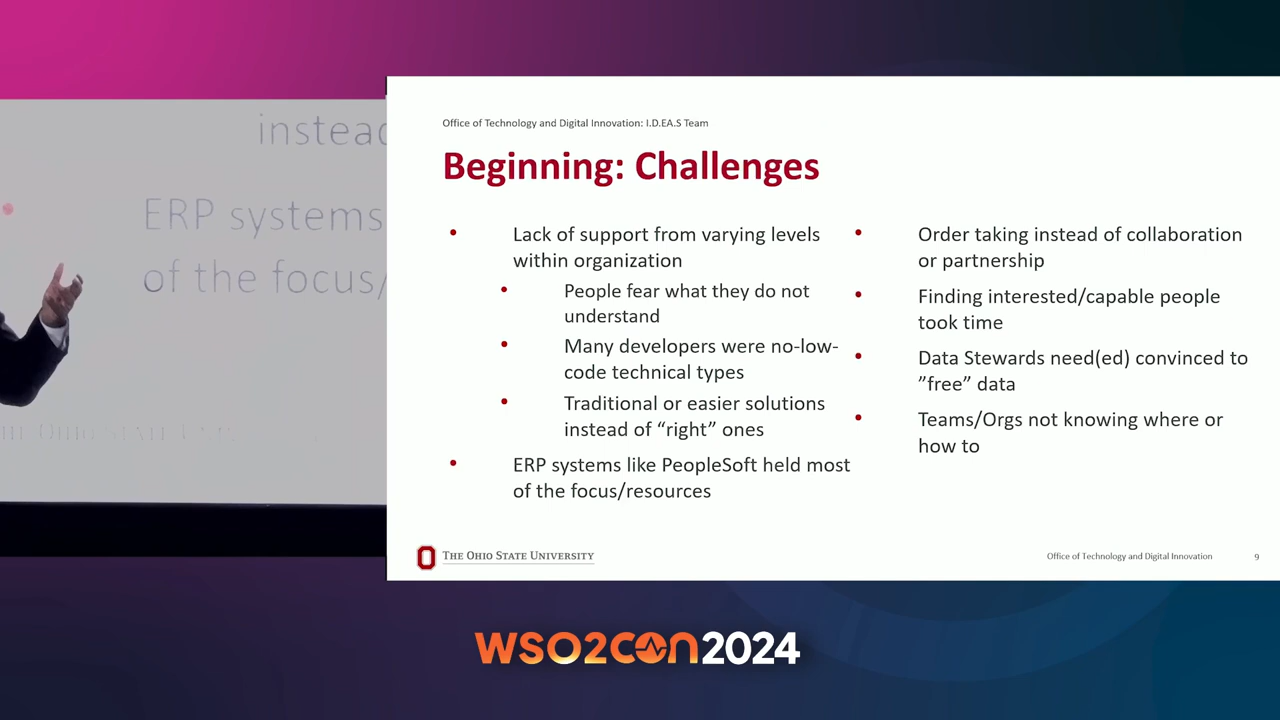 instead
ERP systems
of the focus/
Office of Technology and Digital Innovation: I.D.EA.S Team
Beginning: Challenges
Lack of support from varying levels
within organization
People fear what they do not
understand
Many developers were no-low-
code technical types
Traditional or easier solutions
instead of “right” ones
ERP systems like PeopleSoft held most
of the focus/resources
Order taking instead of collaboration
or partnership
Finding interested/capable people
took time
Data Stewards need(ed) convinced to
”free” data
Teams/Orgs not knowing where or
how to
THE OHIO STATE UNIVERSITY
Office of Technology and Digital Innovation
9
WSO2CON2024